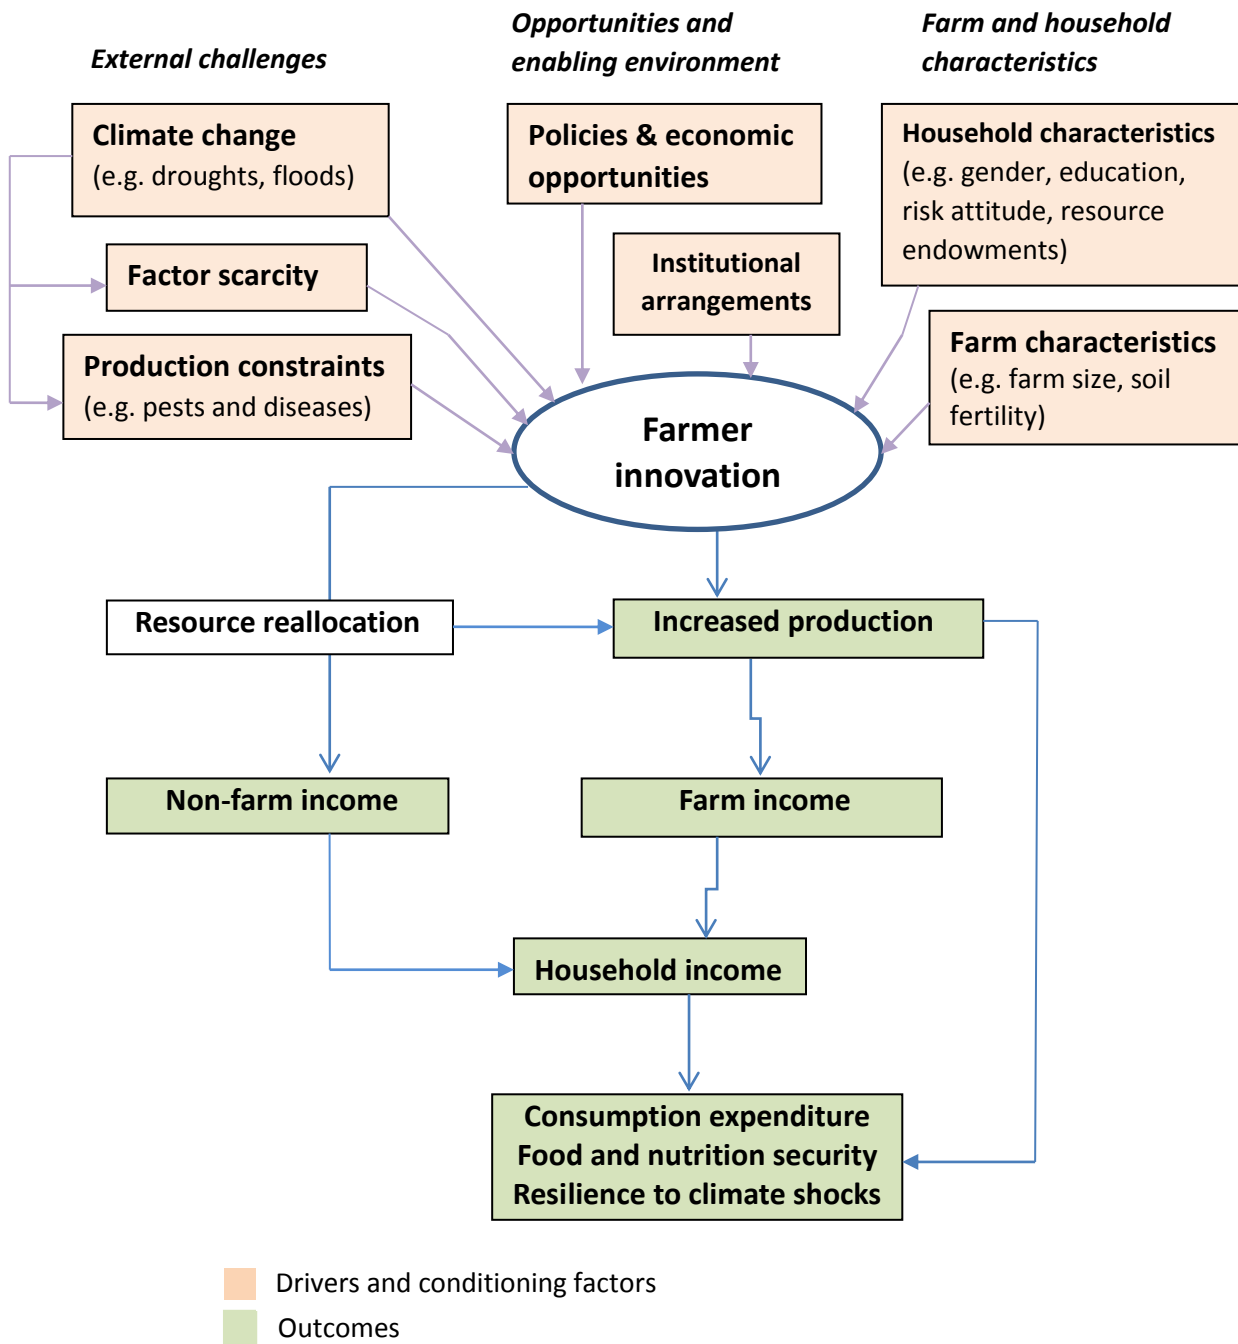 External challenges
Opportunities and
enabling environment
Farm and household
characteristics
Climate change
(e.g. droughts, floods)
Factor scarcity
Production constraints
(e.g. pests and diseases)
Policies & economic
opportunities
Institutional
arrangements
Household characteristics
(e.g. gender, education,
risk attitude, resource
endowments)
Farm characteristics
(e.g. farm size, soil
fertility)
Farmer
innovation
Resource reallocation
Increased production
Non-farm income
Farm income
Household income
Consumption expenditure
Food and nutrition security
Resilience to climate shocks
Drivers and conditioning factors
Outcomes